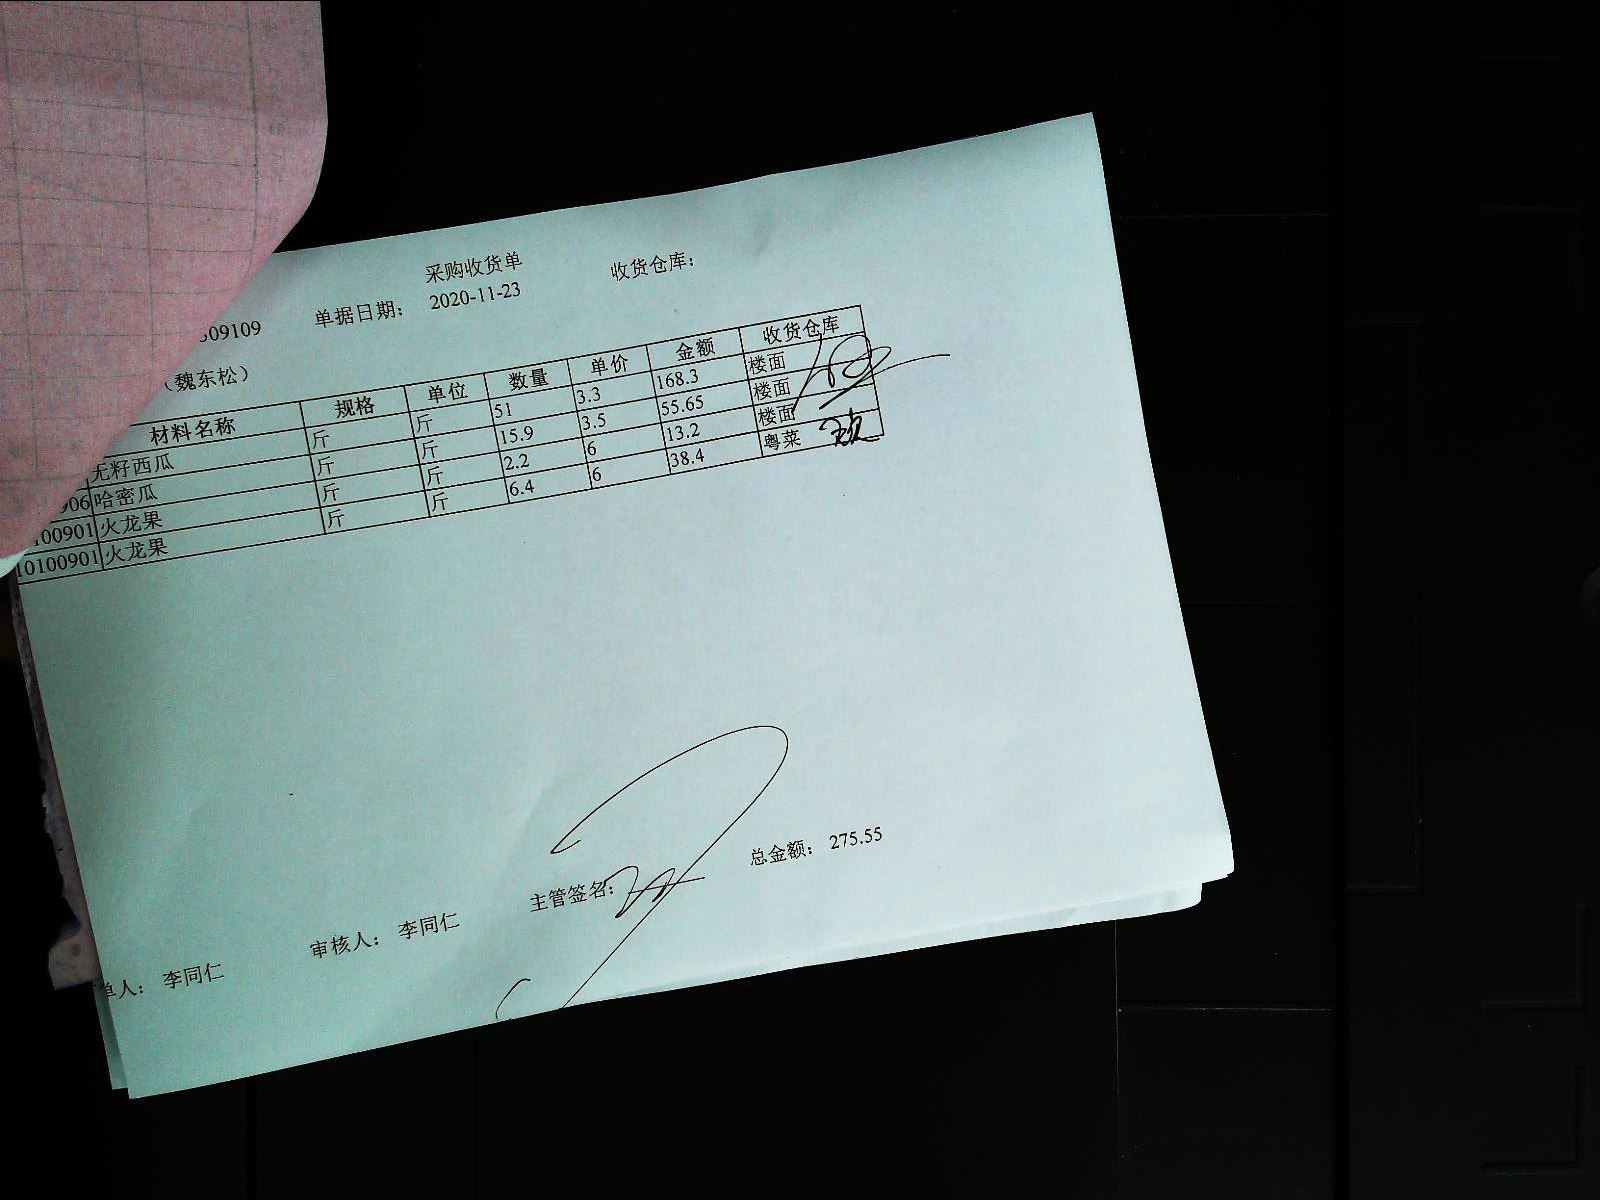 采购收货单
收货仓库：
309109 单据日期： 2020-11-23
（魏东松）
材料名称 规格 单位 数量 单价 金额 收货仓库
无籽西瓜 斤 斤 51 3.3 168.3 楼面
906 哈密瓜 斤 斤 15.9 3.5 55.65 楼面
100901 火龙果 斤 斤 2.2 6 13.2 楼面
10100901 火龙果 斤 斤 6.4 6 38.4 粤菜
单人： 李同仁 审核人： 李同仁 主管签名： 总金额： 275.55